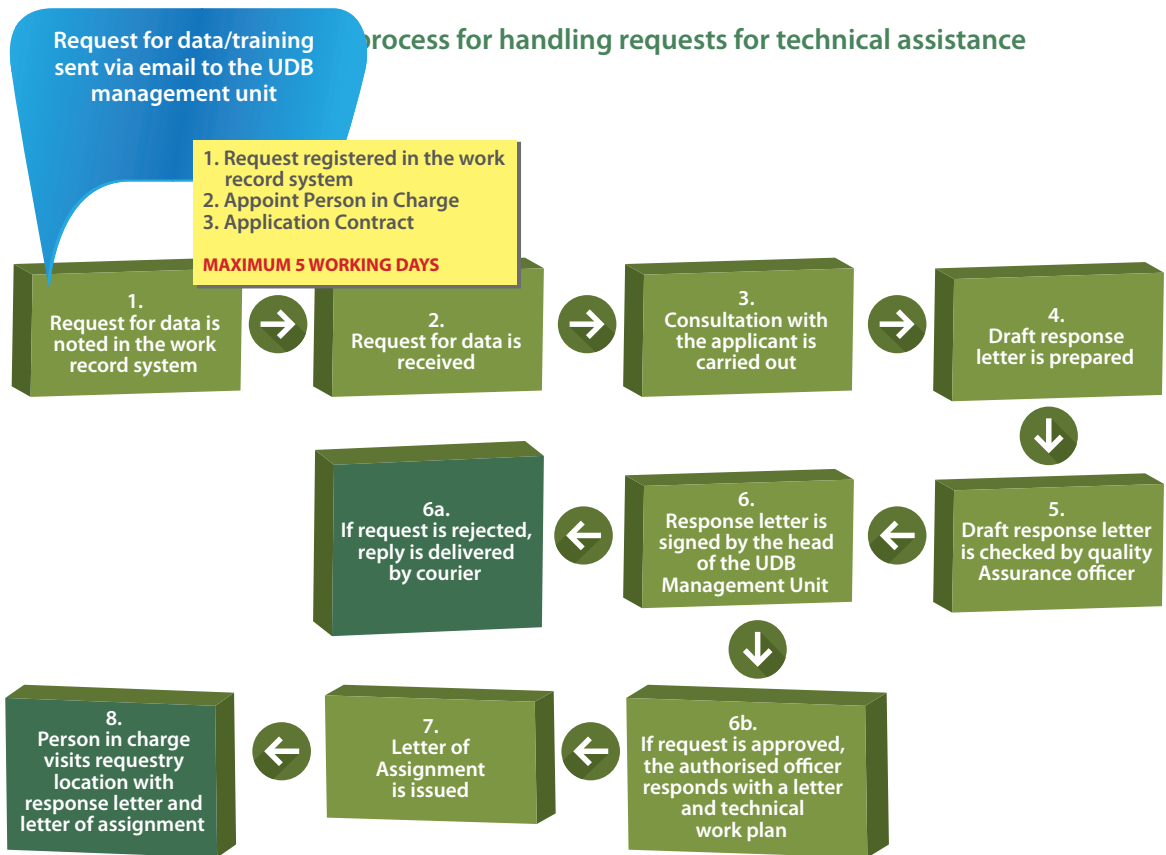 process for handling requests for technical assistance
Request for data/training
sent via email to the UDB
management unit
1. Request registered in the work
record system
2. Appoint Person in Charge
3. Application Contract
MAXIMUM 5 WORKING DAYS
1.
Request for data is
noted in the work
record system
2.
Request for data is
received
3.
Consultation with
the applicant is
carried out
4.
Draft response
letter is prepared
5.
Draft response letter
is checked by quality
Assurance officer
6.
Response letter is
signed by the head
of the UDB
Management Unit
6a.
If request is rejected,
reply is delivered
by courier
6b.
If request is approved,
the authorised officer
responds with a letter
and technical
work plan
7.
Letter of
Assignment
is issued
8.
Person in charge
visits requestry
location with
response letter and
letter of assignment